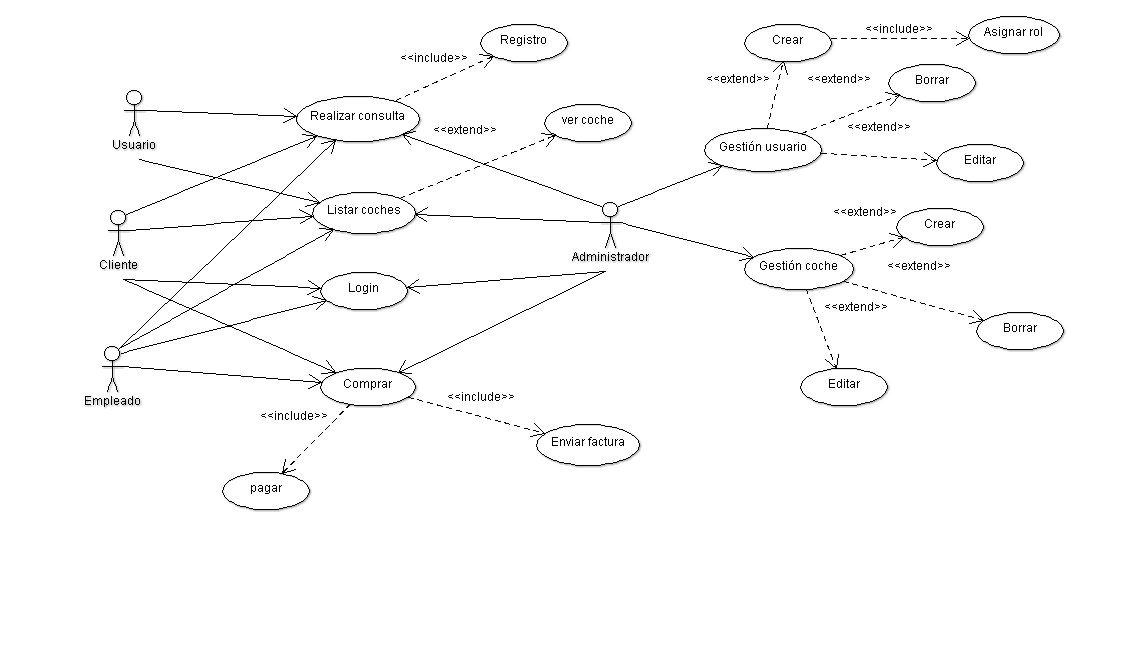 <<include>>
Asignar rol
Registro
Crear
<<include>>
<<extend>>
<<extend>>
Borrar
Realizar consulta
ver coche
<<extend>>
<<extend>>
Usuario
Gestión usuario
Editar
Listar coches
<<extend>>
Crear
Cliente
Administrador
Gestión coche
<<extend>>
Login
<<extend>>
Borrar
Comprar
Editar
Empleado
<<include>>
<<include>>
Enviar factura
pagar